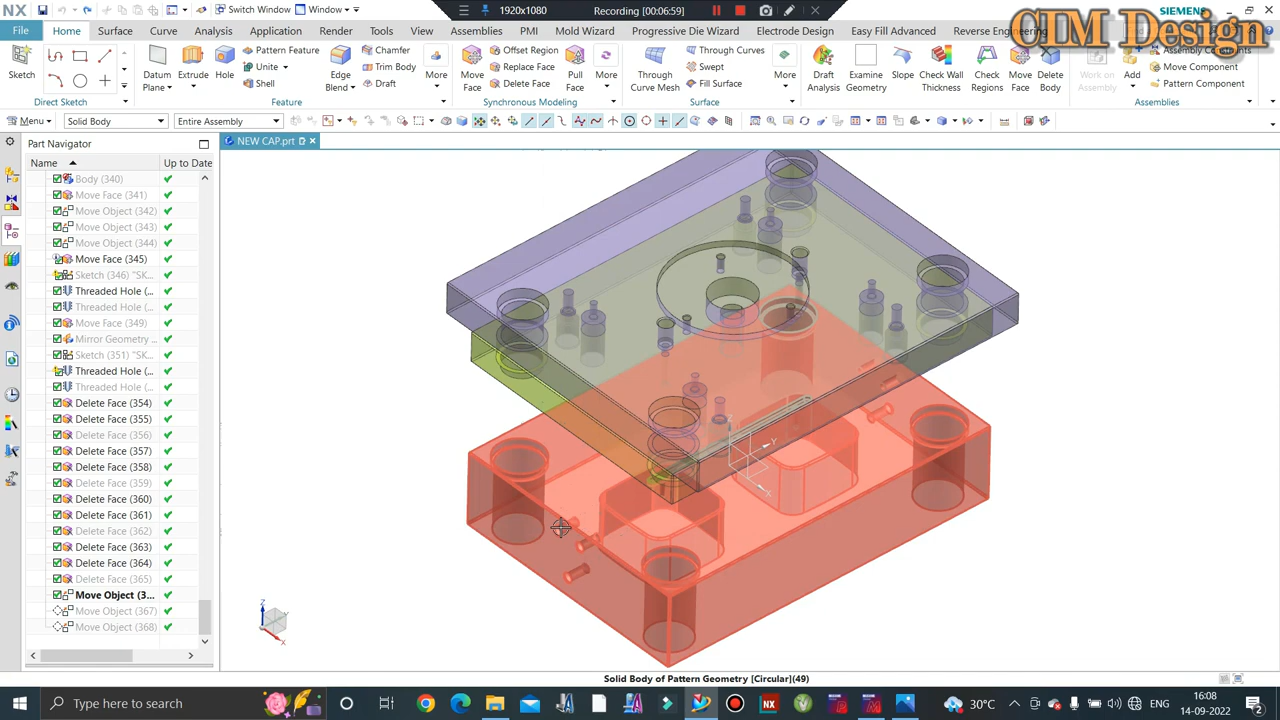 NX
Switch Window
Window
1920x1080
Recording [00:06:59]
SIEMENS
CIM Design
File
Home
Surface
Curve
Analysis
View
Render
Tools
Assemblies
PMI
Mold Wizard
Progressive Die Wizard
Electrode Design
Easy Fill Advanced
Reverse Engineering
Sketch
Datum Plane
Extrude
Hole
Pattern Feature
Unite
Shell
Edge Blend
Chamfer
Trim Body
Draft
More
Move Face
Offset Region
Replace Face
Delete Face
Pull Face
More
Through Curve Mesh
Through Curves
Swept
Fill Surface
More
Draft Analysis
Examine Geometry
Slope
Check Wall Thickness
Check Regions
Move Face
Delete Body
Work on Assembly
Add
Assembly Constraints
Move Component
Pattern Component
Direct Sketch
Feature
Synchronous Modeling
Surface
Assemblies
Menu
Solid Body
Entire Assembly
Part Navigator
NEW CAP.prt
Name
Up to Date
Body (340)
Move Face (341)
Move Object (342)
Move Object (343)
Move Object (344)
Move Face (345)
Sketch (346) "SK...
Threaded Hole (...
Threaded Hole (...
Move Face (349)
Mirror Geometry...
Sketch (351) "SK...
Threaded Hole (...
Threaded Hole (...
Delete Face (354)
Delete Face (355)
Delete Face (356)
Delete Face (357)
Delete Face (358)
Delete Face (359)
Delete Face (360)
Delete Face (361)
Delete Face (362)
Delete Face (363)
Delete Face (364)
Delete Face (365)
Move Object (3...
Move Object (367)
Move Object (368)
Z
Y
X
Z
Y
X
Solid Body of Pattern Geometry [Circular](49)
Type here to search
30°C
ENG
16:08
14-09-2022
2